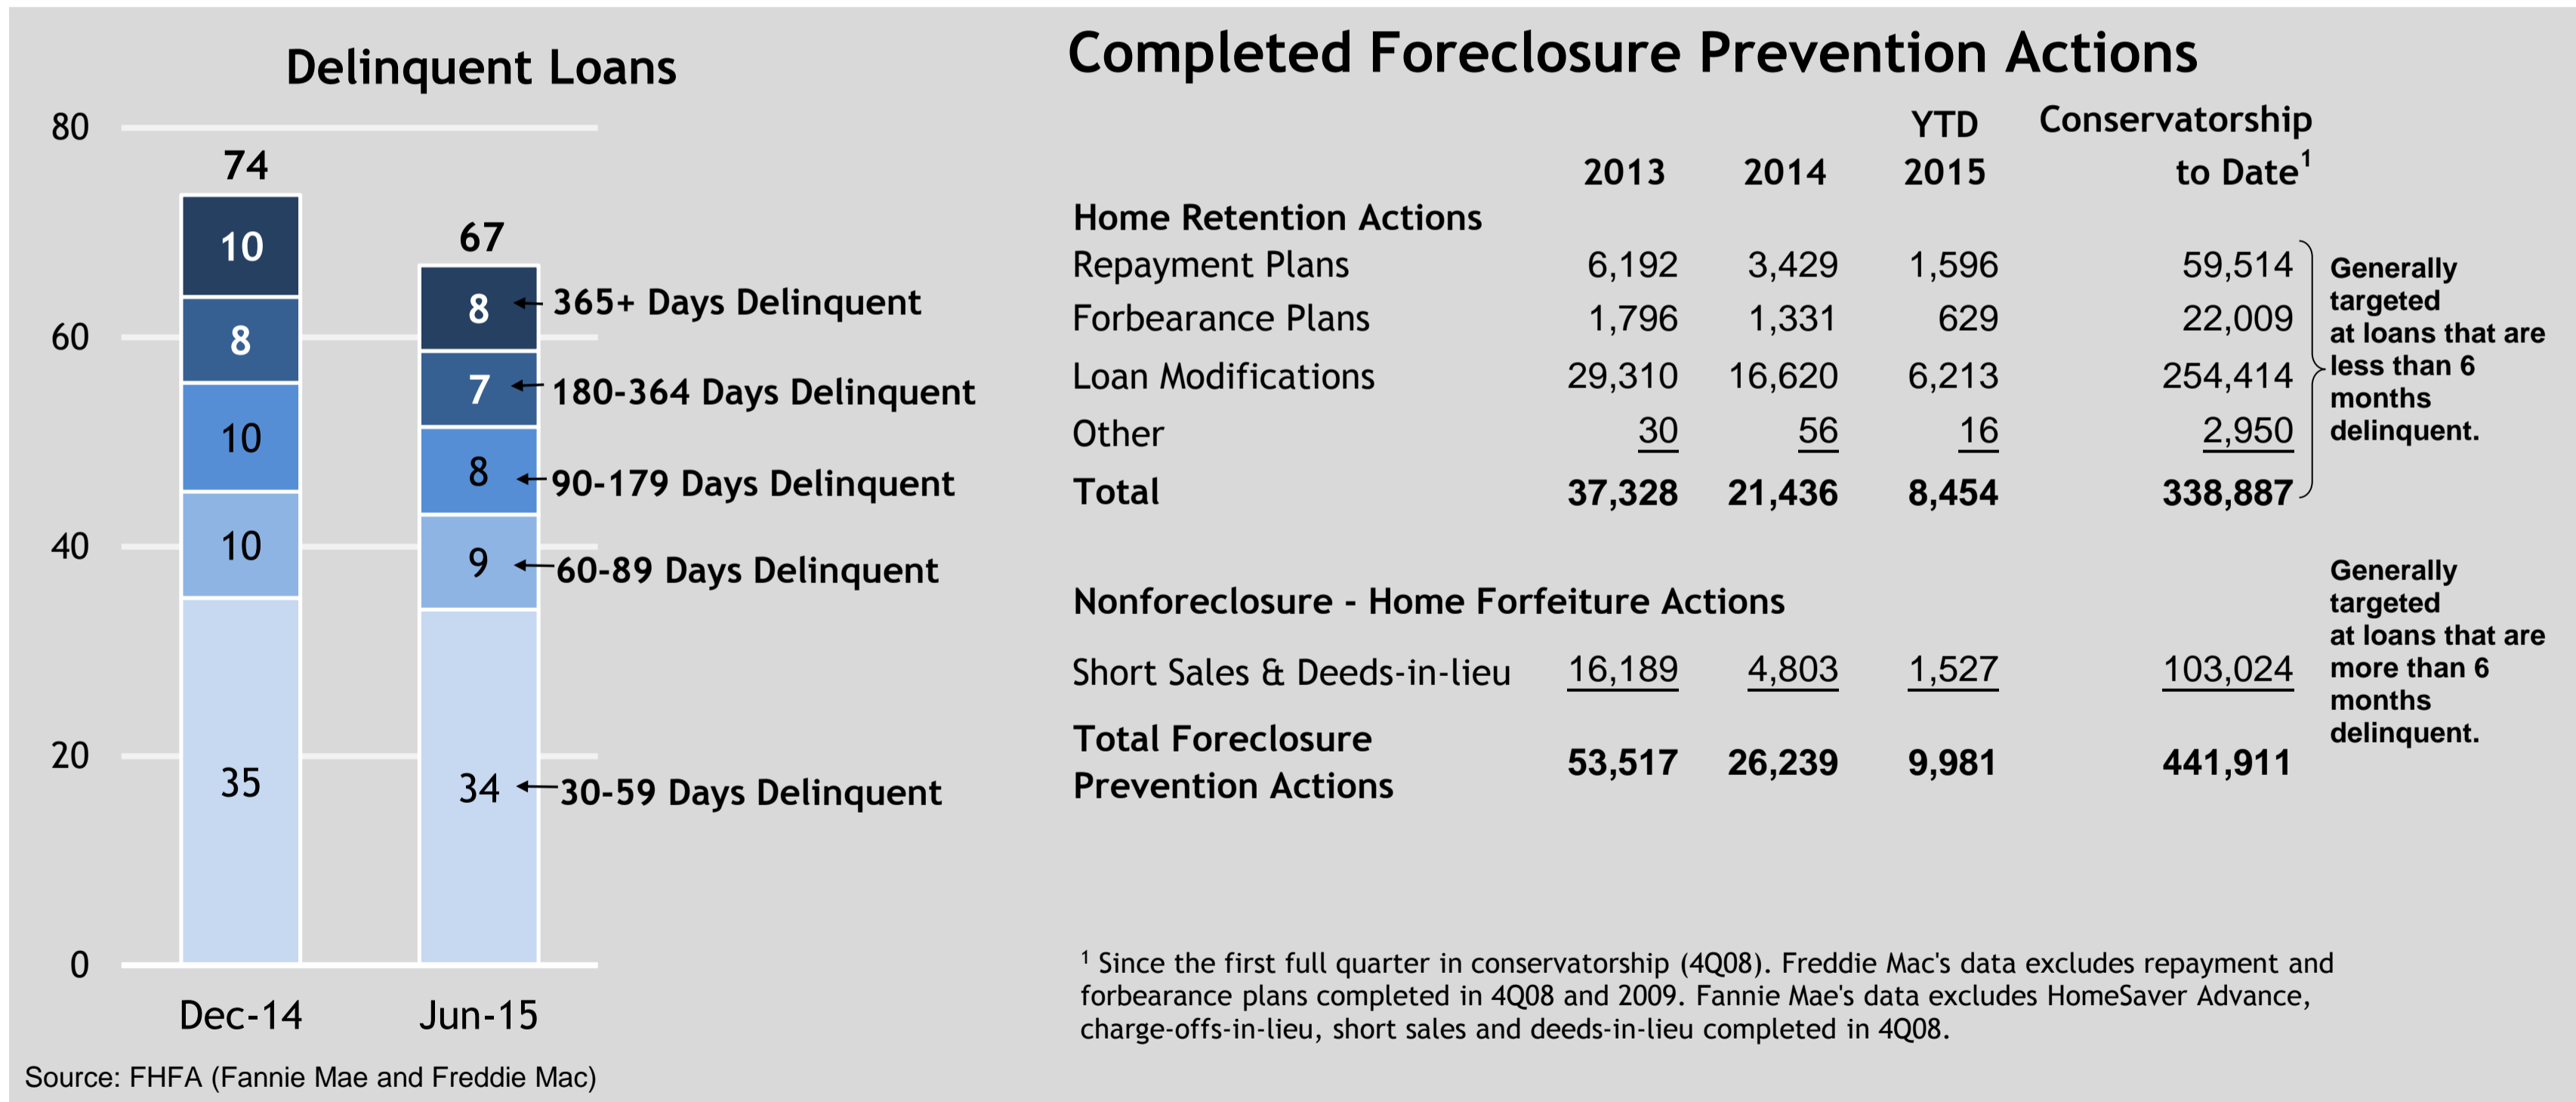 Delinquent Loans
80
60
40
20
0
74
10
8
10
10
35
67
8
7
8
9
34
365+ Days Delinquent
180-364 Days Delinquent
90-179 Days Delinquent
60-89 Days Delinquent
30-59 Days Delinquent
Dec-14 Jun-15
Source: FHFA (Fannie Mae and Freddie Mac)
Completed Foreclosure Prevention Actions
YTD Conservatorship
2013 2014 2015 to Date¹
Home Retention Actions
Repayment Plans 6,192 3,429 1,596 59,514
Forbearance Plans 1,796 1,331 629 22,009
Loan Modifications 29,310 16,620 6,213 254,414
Other 30 56 16 2,950
Total 37,328 21,436 8,454 338,887
Generally
targeted
at loans that are
less than 6
months
delinquent.
Nonforeclosure - Home Forfeiture Actions
Short Sales & Deeds-in-lieu 16,189 4,803 1,527 103,024
Total Foreclosure
Prevention Actions 53,517 26,239 9,981 441,911
Generally
targeted
at loans that are
more than 6
months
delinquent.
¹ Since the first full quarter in conservatorship (4Q08). Freddie Mac's data excludes repayment and
forbearance plans completed in 4Q08 and 2009. Fannie Mae's data excludes HomeSaver Advance,
charge-offs-in-lieu, short sales and deeds-in-lieu completed in 4Q08.